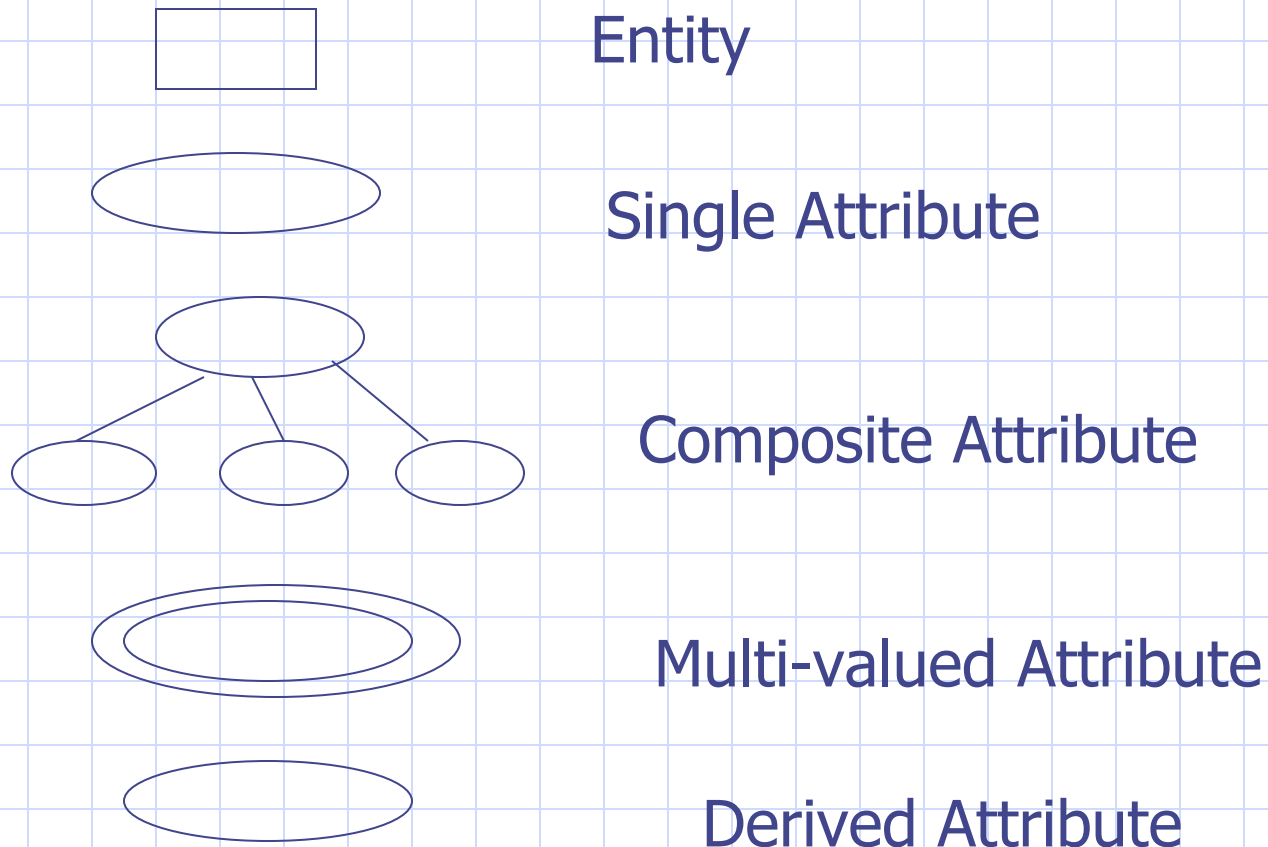 Entity
Single Attribute
Composite Attribute
Multi-valued Attribute
Derived Attribute